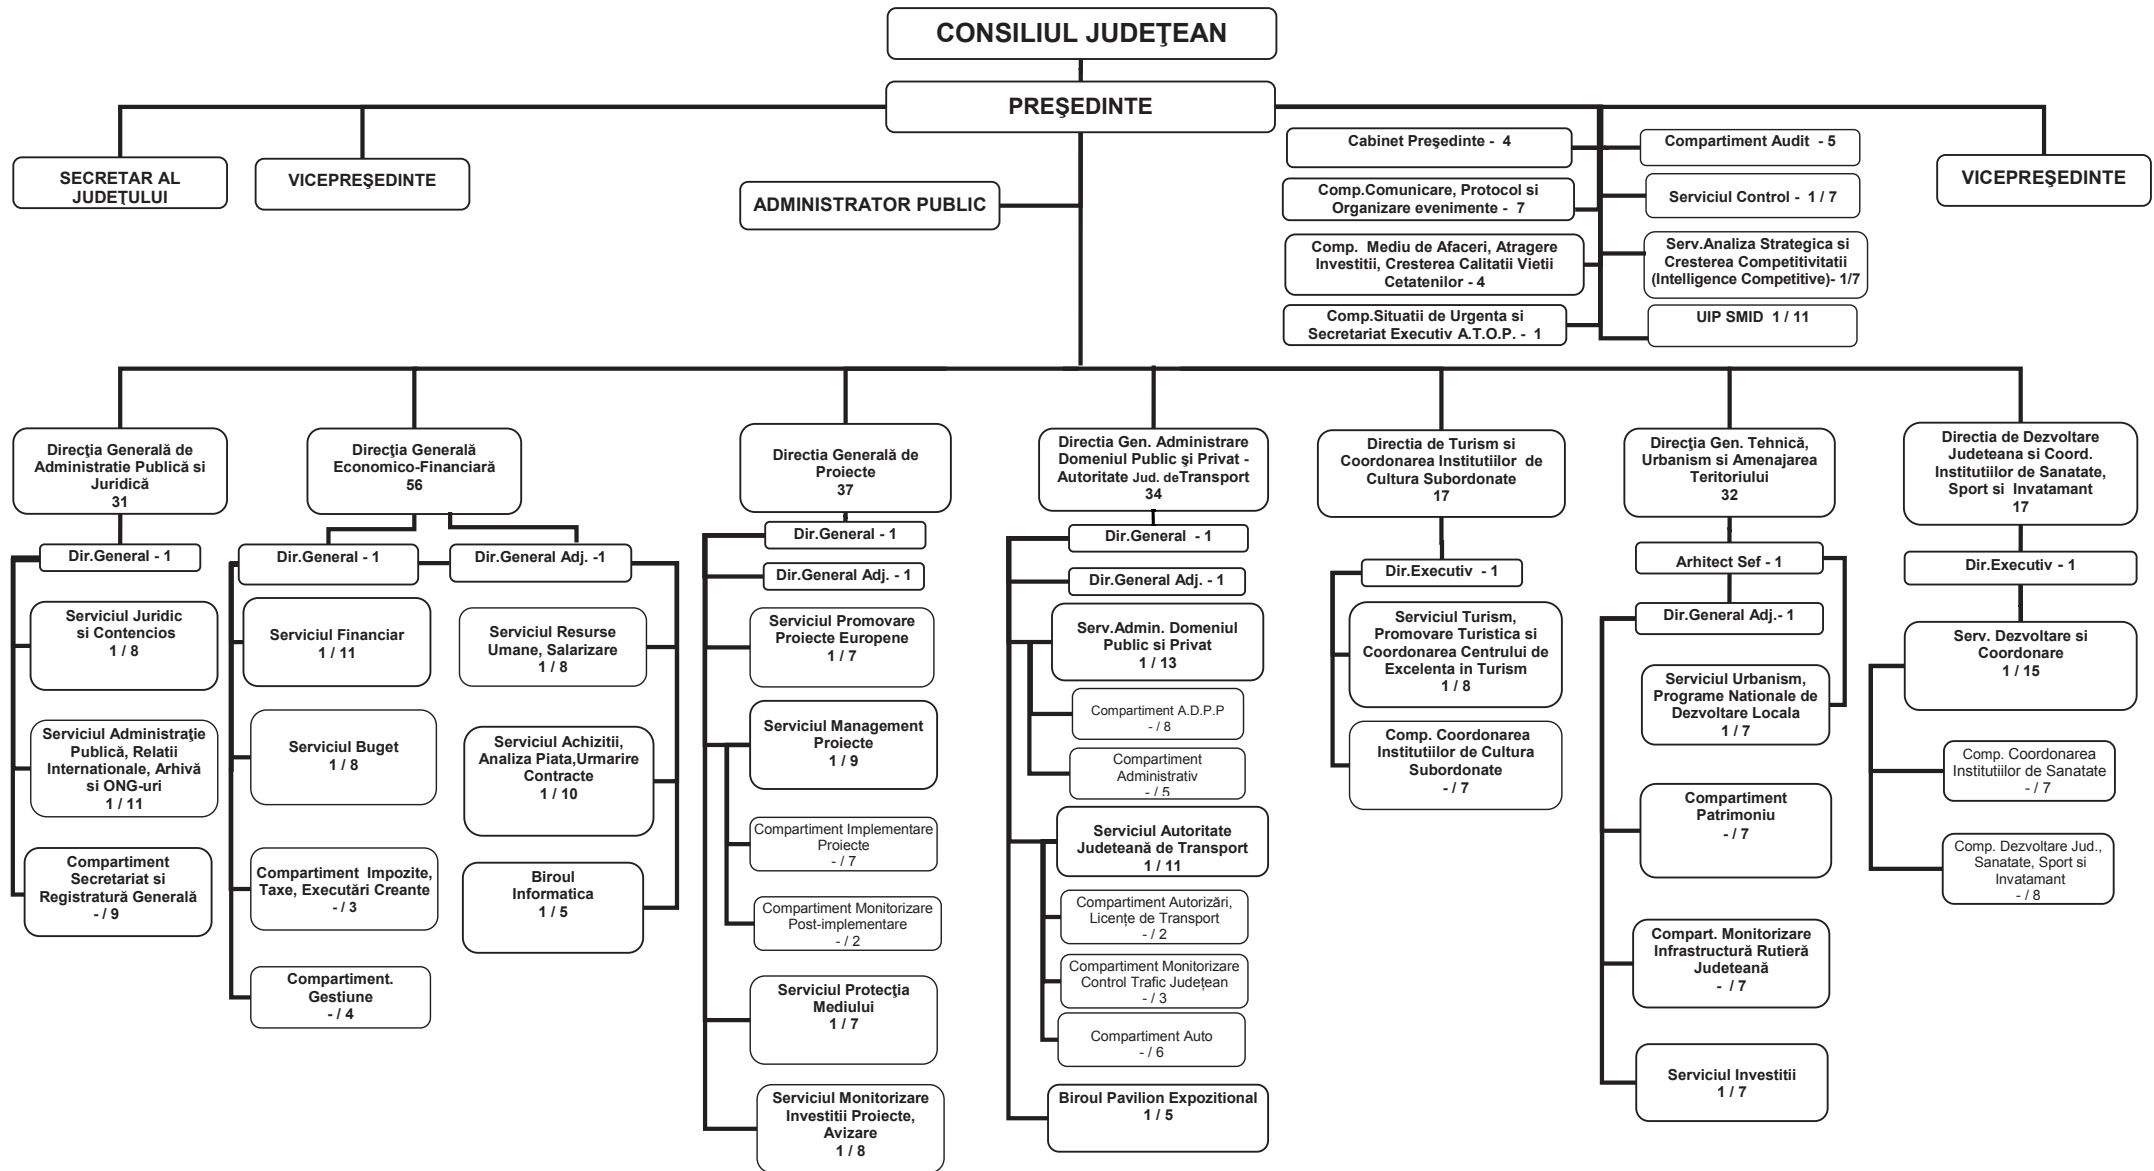 CONSILIUL JUDEŢEAN
PREŞEDINTE
SECRETAR AL
JUDEŢULUI
VICEPREŞEDINTE
ADMINISTRATOR PUBLIC
Cabinet Preşedinte - 4
Comp.Comunicare, Protocol si
Organizare evenimente - 7
Comp. Mediu de Afaceri, Atragere
Investitii, Cresterea Calitatii Vietii
Cetatenilor - 4
Comp.Situatii de Urgenta si
Secretariat Executiv A.T.O.P. - 1
Compartiment Audit - 5
Serviciul Control - 1 / 7
Serv.Analiza Strategica si
Cresterea Competitivitatii
(Intelligence Competitive)- 1/7
UIP SMID 1 / 11
VICEPREŞEDINTE
Direcţia Generală de
Administratie Publică si
Juridică
31
Dir.General - 1
Serviciul Juridic
si Contencios
1 / 8
Serviciul Administraţie
Publică, Relatii
Internationale, Arhivă
si ONG-uri
1 / 11
Compartiment
Secretariat si
Registratură Generală
- / 9
Direcţia Generală
Economico-Financiară
56
Dir.General - 1
Serviciul Financiar
1 / 11
Serviciul Buget
1 / 8
Compartiment Impozite,
Taxe, Executări Creante
- / 3
Compartiment.
Gestiune
- / 4
Dir.General Adj. -1
Serviciul Resurse
Umane, Salarizare
1 / 8
Serviciul Achizitii,
Analiza Piata,Urmarire
Contracte
1 / 10
Biroul
Informatica
1 / 5
Directia Generală de
Proiecte
37
Dir.General - 1
Dir.General Adj. - 1
Serviciul Promovare
Proiecte Europene
1 / 7
Serviciul Management
Proiecte
1 / 9
Compartiment Implementare
Proiecte
- / 7
Compartiment Monitorizare
Post-implementare
- / 2
Serviciul Protecţia
Mediului
1 / 7
Serviciul Monitorizare
Investitii Proiecte,
Avizare
1 / 8
Directia Gen. Administrare
Domeniul Public şi Privat -
Autoritate Jud. deTransport
34
Dir.General - 1
Dir.General Adj. - 1
Serv.Admin. Domeniul
Public si Privat
1 / 13
Compartiment A.D.P.P
- / 8
Compartiment
Administrativ
- / 5
Serviciul Autoritate
Judeteană de Transport
1 / 11
Compartiment Autorizări,
Licențe de Transport
- / 2
Compartiment Monitorizare
Control Trafic Județean
- / 3
Compartiment Auto
- / 6
Biroul Pavilion Expozitional
1 / 5
Directia de Turism si
Coordonarea Institutiilor de
Cultura Subordonate
17
Dir.Executiv - 1
Serviciul Turism,
Promovare Turistica si
Coordonarea Centrului de
Excelenta in Turism
1 / 8
Comp. Coordonarea
Institutiilor de Cultura
Subordonate
- / 7
Direcţia Gen. Tehnică,
Urbanism si Amenajarea
Teritoriului
32
Arhitect Sef - 1
Dir.General Adj.- 1
Serviciul Urbanism,
Programe Nationale de
Dezvoltare Locala
1 / 7
Compartiment
Patrimoniu
- / 7
Compart. Monitorizare
Infrastructură Rutieră
Judeteană
- / 7
Serviciul Investitii
1 / 7
Directia de Dezvoltare
Judeteana si Coord.
Institutiilor de Sanatate,
Sport si Invatamant
17
Dir.Executiv - 1
Serv. Dezvoltare si
Coordonare
1 / 15
Comp. Coordonarea
Institutiilor de Sanatate
- / 7
Comp. Dezvoltare Jud.,
Sanatate, Sport si
Invatamant
- / 8